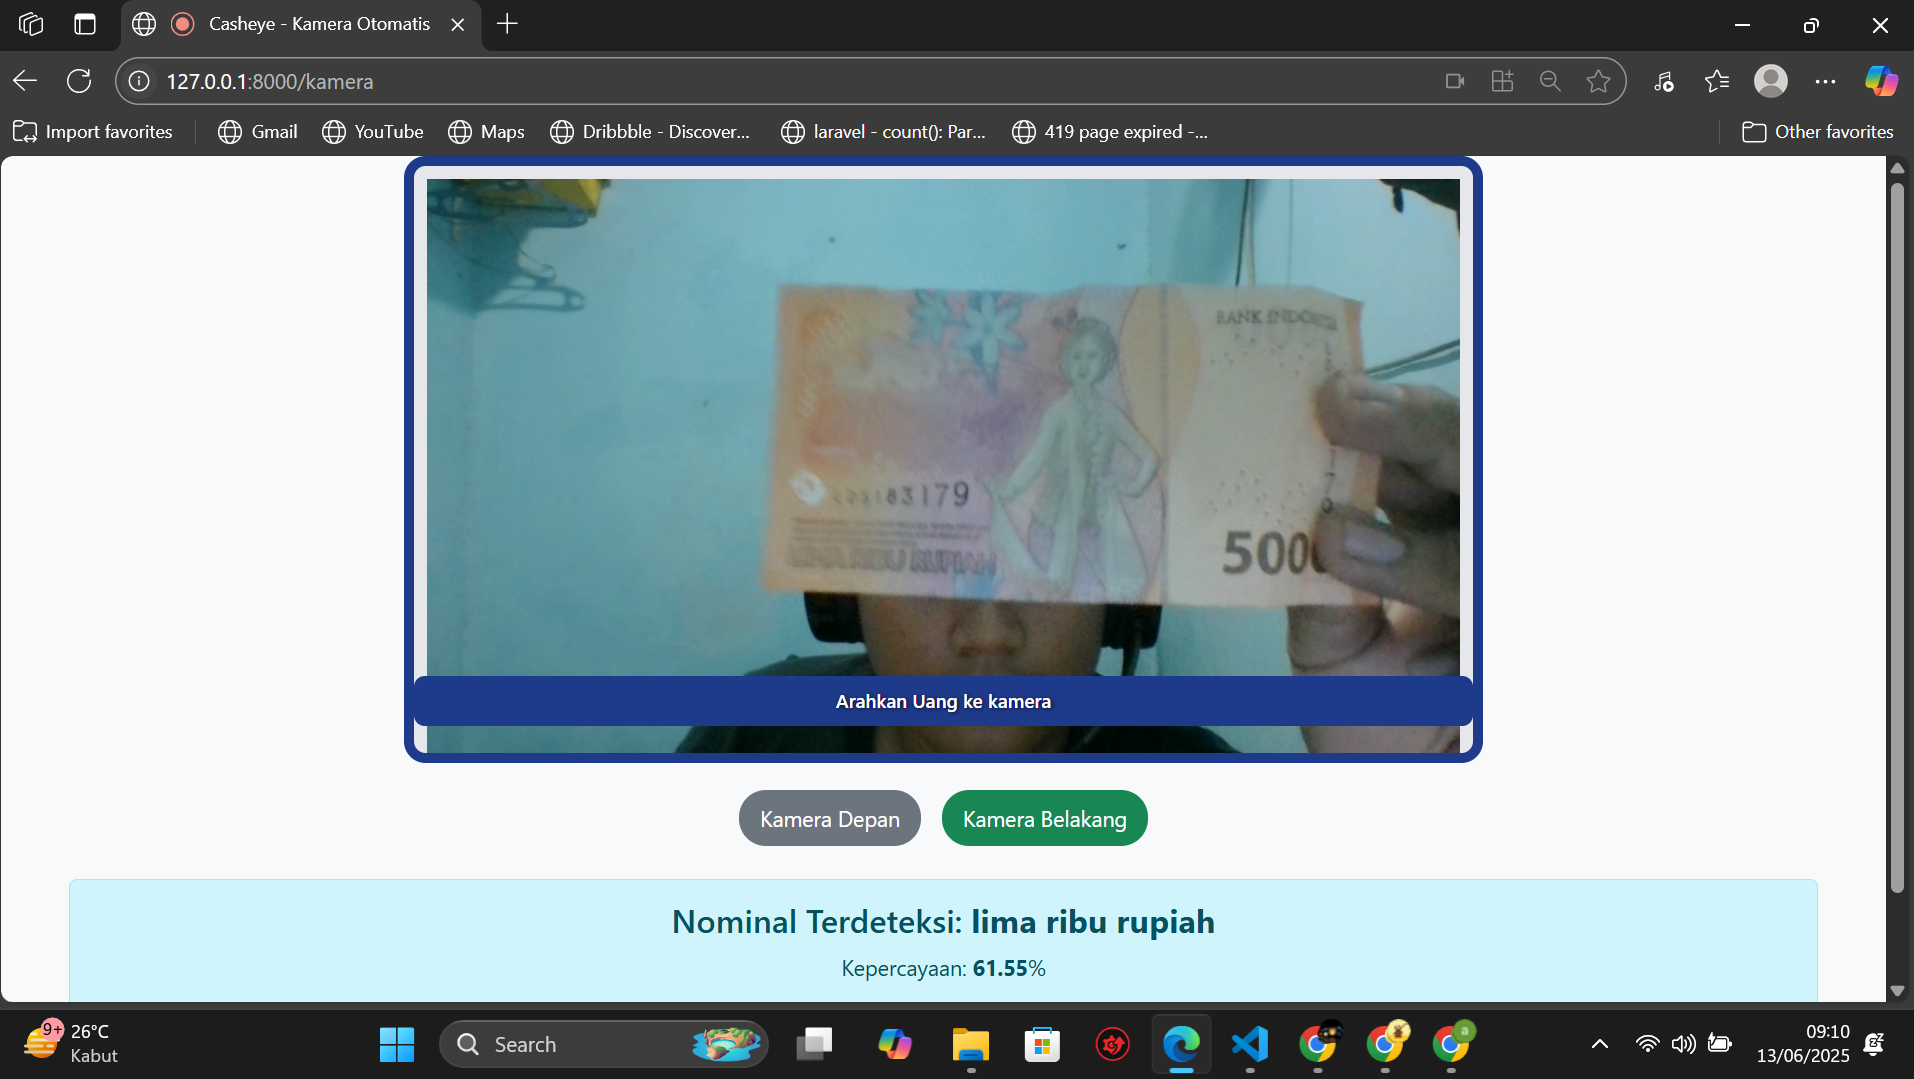 Casheye - Kamera Otomatis
127.0.0.1:8000/kamera
Import favorites
Gmail
YouTube
Maps
Dribbble - Discover...
laravel - count(): Par...
419 page expired -...
Other favorites
BANK INDONESIA
183179
LIMA RIBU RUPIAH
500
Arahkan Uang ke kamera
Kamera Depan
Kamera Belakang
Nominal Terdeteksi: lima ribu rupiah
Kepercayaan: 61.55%
9+
26°C
Kabut
Search
a
09:10
13/06/2025